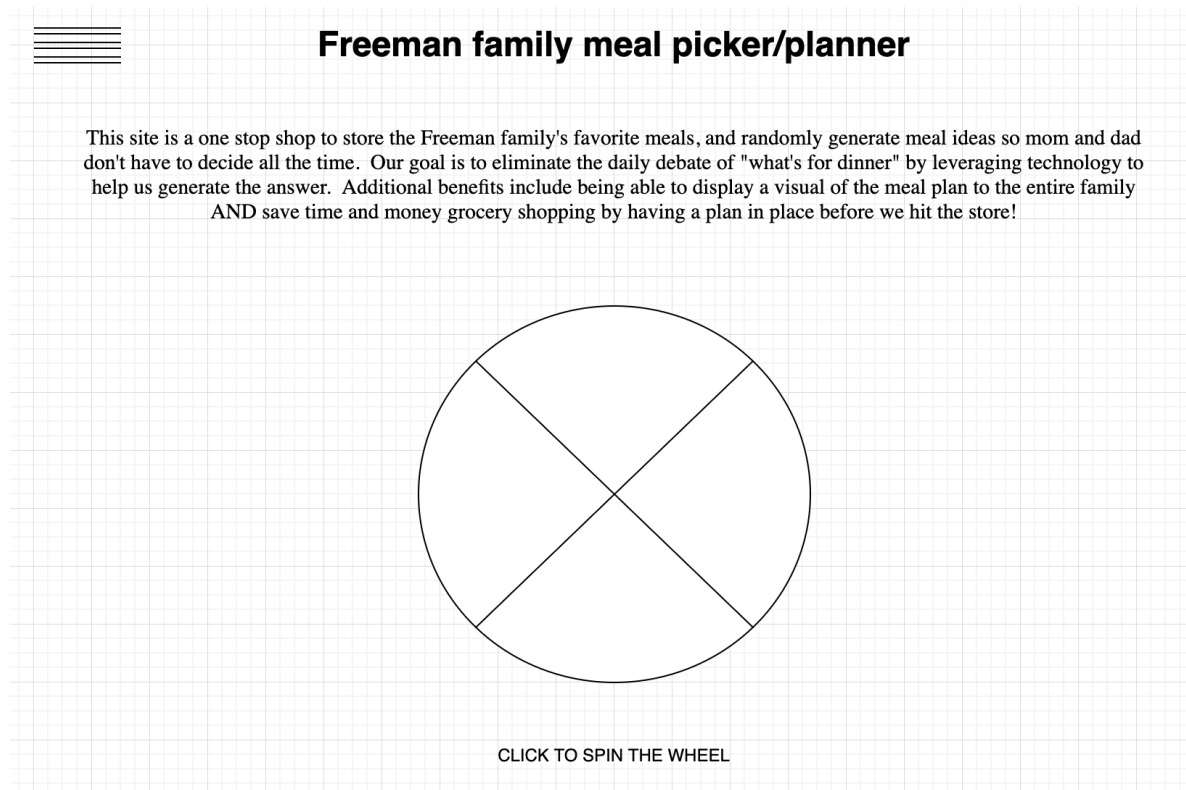 Freeman family meal picker/planner
This site is a one stop shop to store the Freeman family's favorite meals, and randomly generate meal ideas so mom and dad
don't have to decide all the time.  Our goal is to eliminate the daily debate of "what's for dinner" by leveraging technology to
help us generate the answer.  Additional benefits include being able to display a visual of the meal plan to the entire family
AND save time and money grocery shopping by having a plan in place before we hit the store!
CLICK TO SPIN THE WHEEL